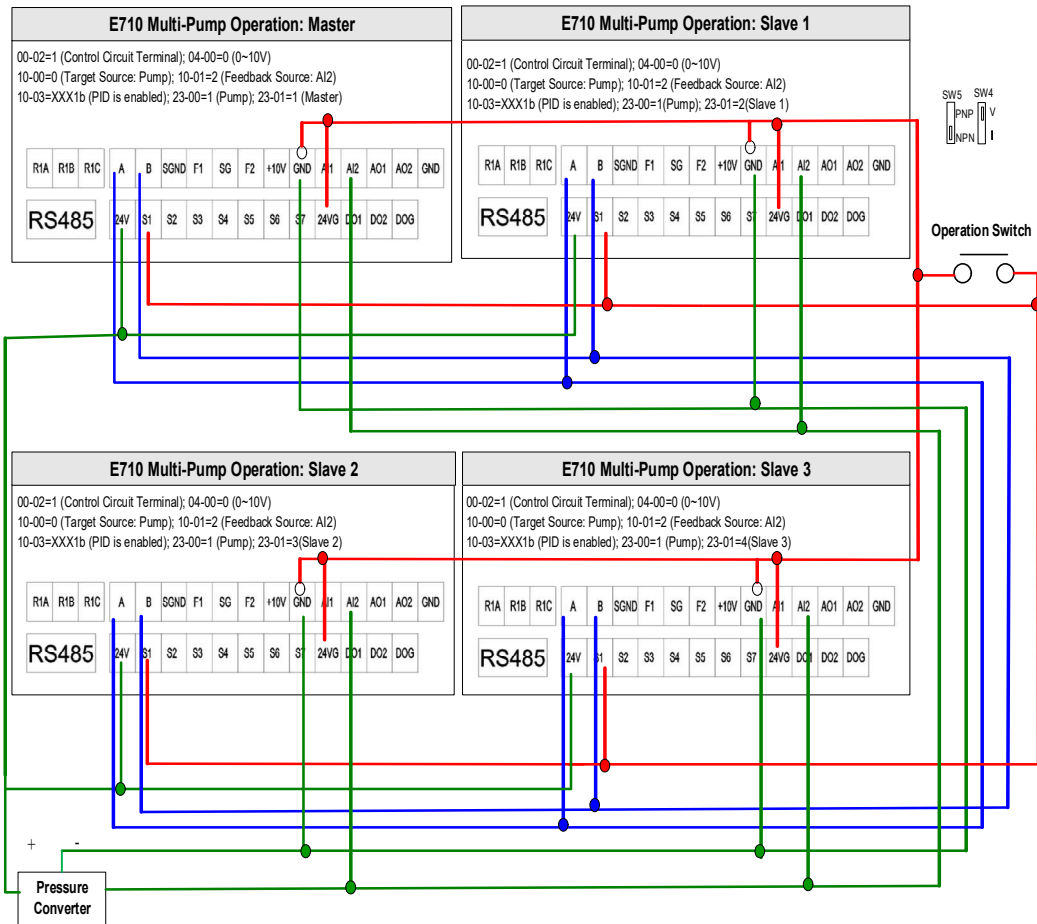 E710 Multi-Pump Operation: Master
00-02=1 (Control Circuit Terminal); 04-00=0 (0~10V)
10-00=0 (Target Source: Pump); 10-01=2 (Feedback Source: AI2)
10-03=XXX1b (PID is enabled); 23-00=1 (Pump); 23-01=1 (Master)
R1A R1B R1C A B SGND F1 SG F2 +10V GND AI1 AI2 AO1 AO2 GND
RS485 24V S1 S2 S3 S4 S5 S6 S7 24VG DO1 DO2 DOG
E710 Multi-Pump Operation: Slave 1
00-02=1 (Control Circuit Terminal); 04-00=0 (0~10V)
10-00=0 (Target Source: Pump); 10-01=2 (Feedback Source: AI2)
10-03=XXX1b (PID is enabled); 23-00=1(Pump); 23-01=2(Slave 1)
R1A R1B R1C A B SGND F1 SG F2 +10V GND AI1 AI2 AO1 AO2 GND
RS485 24V S1 S2 S3 S4 S5 S6 S7 24VG DO1 DO2 DOG
SW5 SW4
PNP V
NPN I
Operation Switch
E710 Multi-Pump Operation: Slave 2
00-02=1 (Control Circuit Terminal); 04-00=0 (0~10V)
10-00=0 (Target Source: Pump); 10-01=2 (Feedback Source: AI2)
10-03=XXX1b (PID is enabled); 23-00=1 (Pump); 23-01=3(Slave 2)
R1A R1B R1C A B SGND F1 SG F2 +10V GND AI1 AI2 AO1 AO2 GND
RS485 24V S1 S2 S3 S4 S5 S6 S7 24VG DO1 DO2 DOG
E710 Multi-Pump Operation: Slave 3
00-02=1 (Control Circuit Terminal); 04-00=0 (0~10V)
10-00=0 (Target Source: Pump); 10-01=2 (Feedback Source: AI2)
10-03=XXX1b (PID is enabled); 23-00=1 (Pump); 23-01=4(Slave 3)
R1A R1B R1C A B SGND F1 SG F2 +10V GND AI1 AI2 AO1 AO2 GND
RS485 24V S1 S2 S3 S4 S5 S6 S7 24VG DO1 DO2 DOG
+ -
Pressure
Converter